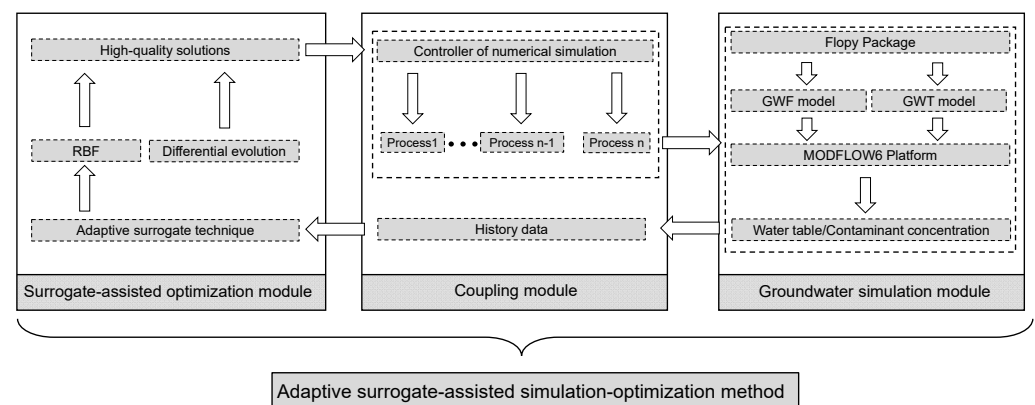 High-quality solutions
RBF
Differential evolution
Adaptive surrogate technique
Surrogate-assisted optimization module
Controller of numerical simulation
Process1
Process n-1
Process n
History data
Coupling module
Flopy Package
GWF model
GWT model
MODFLOW6 Platform
Water table/Contaminant concentration
Groundwater simulation module
Adaptive surrogate-assisted simulation-optimization method